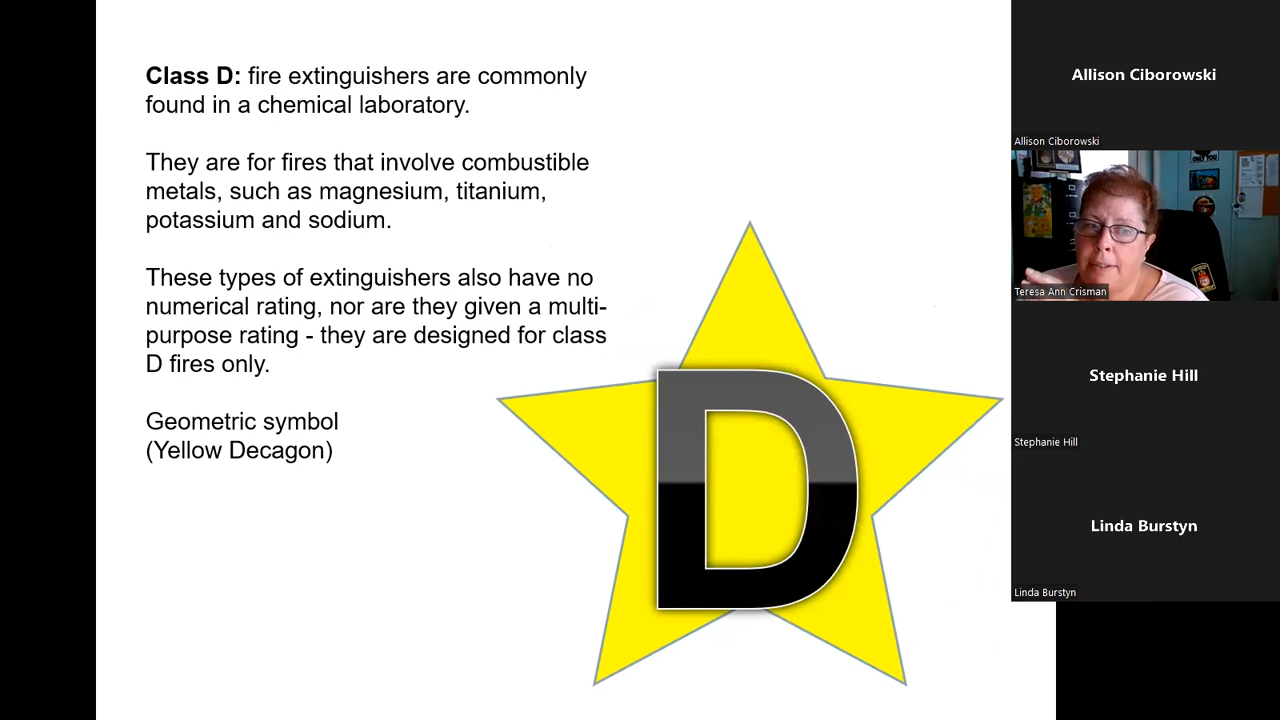 Class D: fire extinguishers are commonly
found in a chemical laboratory.
They are for fires that involve combustible
metals, such as magnesium, titanium,
potassium and sodium.
These types of extinguishers also have no
numerical rating, nor are they given a multi-
purpose rating - they are designed for class
D fires only.
Geometric symbol
(Yellow Decagon)
D
Allison Ciborowski
Allison Ciborowski
ONLY YOU
Teresa Ann Crisman
Stephanie Hill
Stephanie Hill
Linda Burstyn
Linda Burstyn